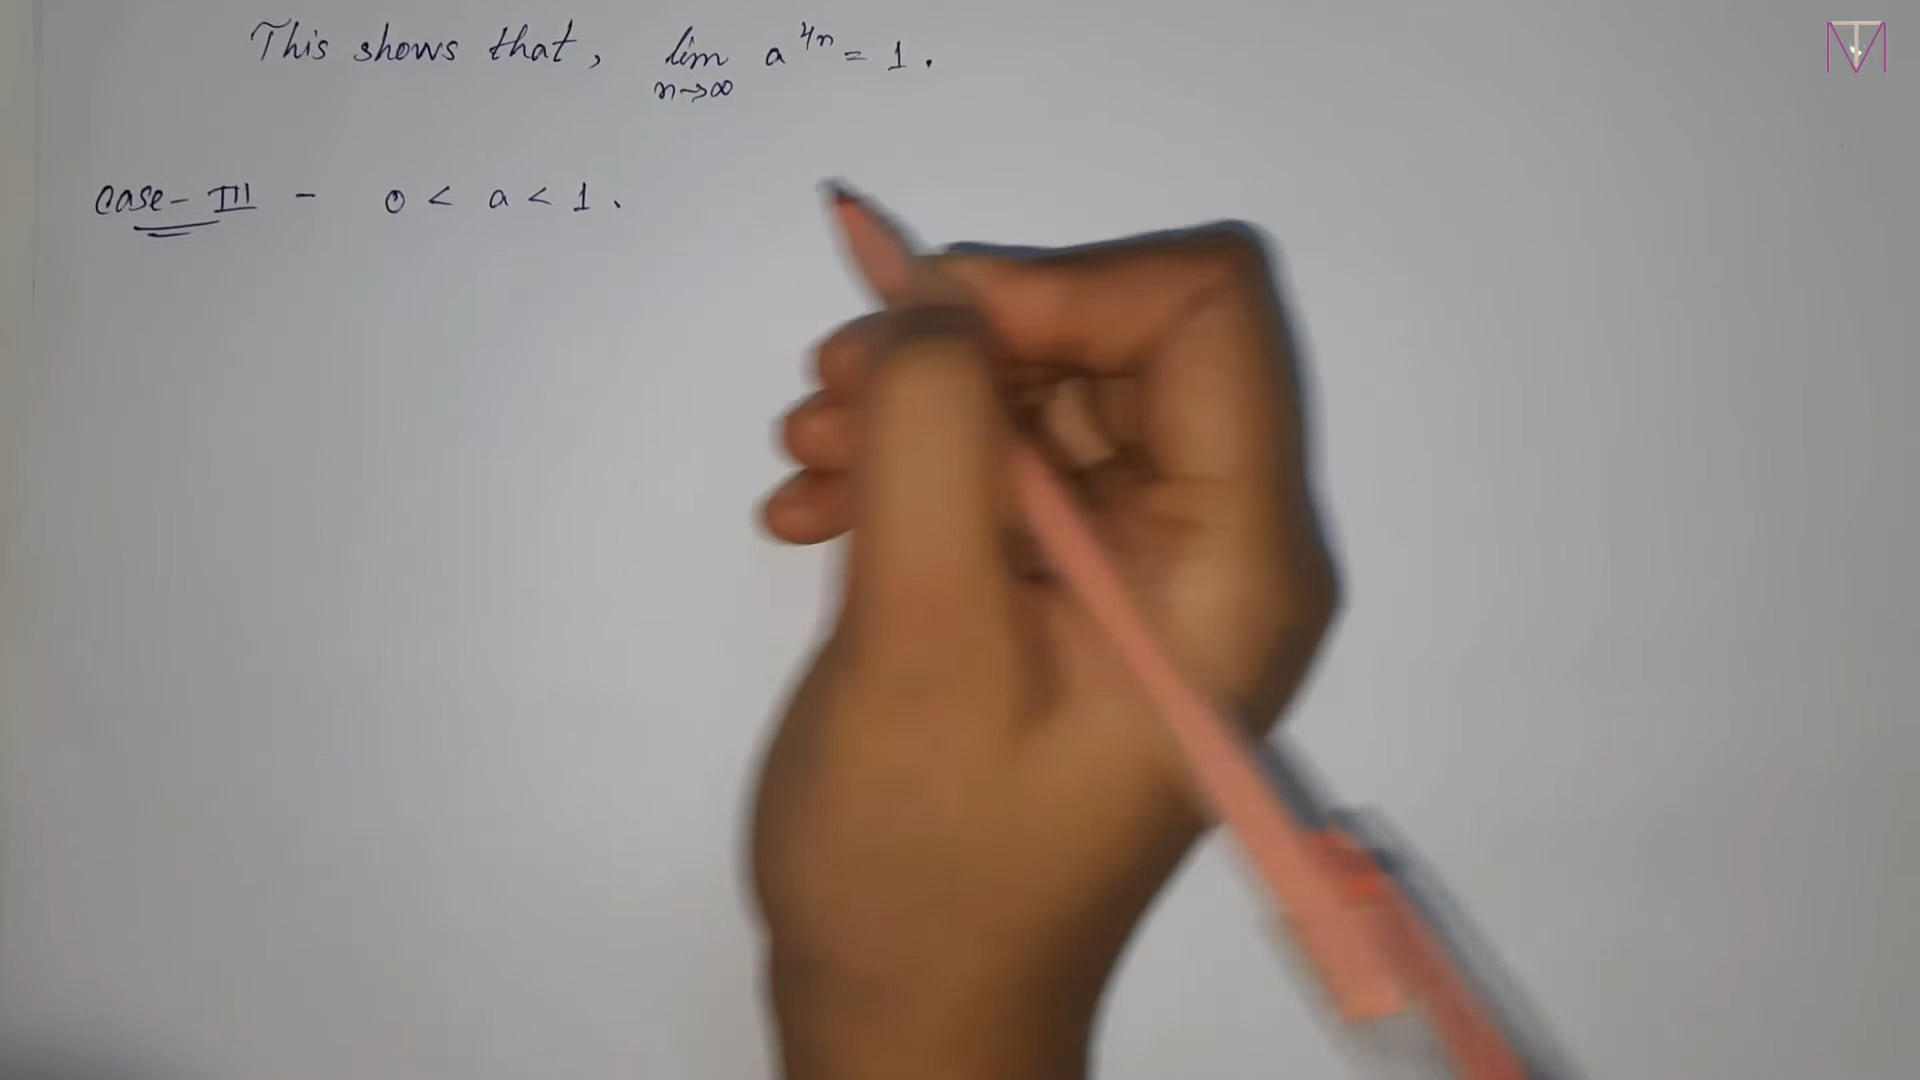 This shows that, lim a^1/n = 1.
n→∞
Case-III - 0 < a < 1.